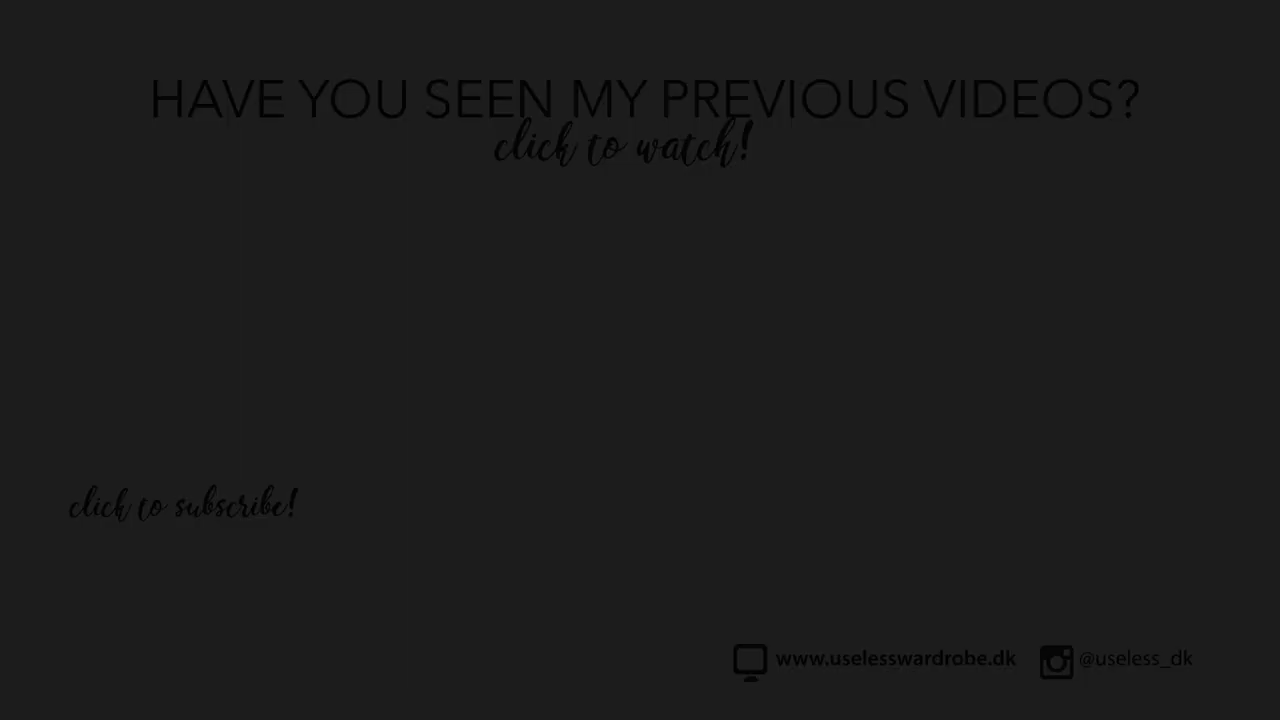 HAVE YOU SEEN MY PREVIOUS VIDEOS?
click to watch!
click to subscribe!
www.uselesswardrobe.dk @useless_dk